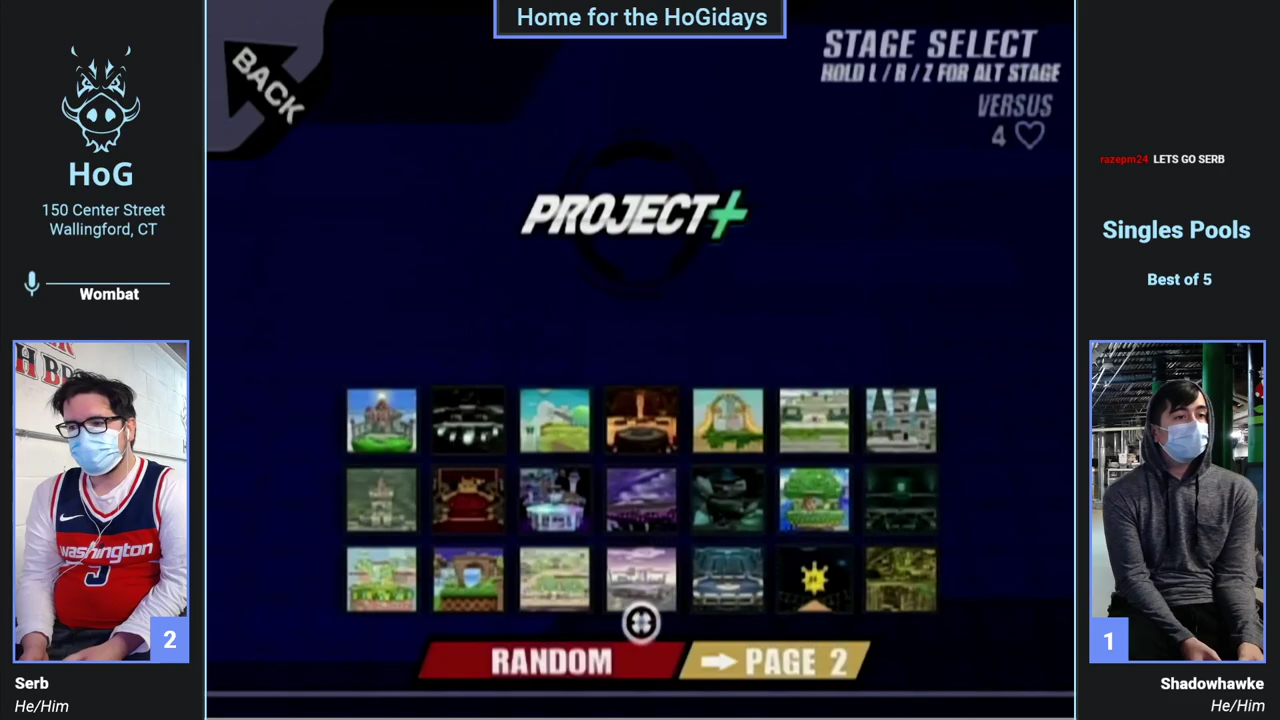 Home for the HoGidays
HoG
150 Center Street
Wallingford, CT
Wombat
BACK
STAGE SELECT
HOLD L / R / Z FOR ALT STAGE
VERSUS
4
PROJECT+
RANDOM
PAGE 2
razepm24 LETS GO SERB
Singles Pools
Best of 5
H BR
washington
2
Serb
He/Him
1
Shadowhawke
He/Him